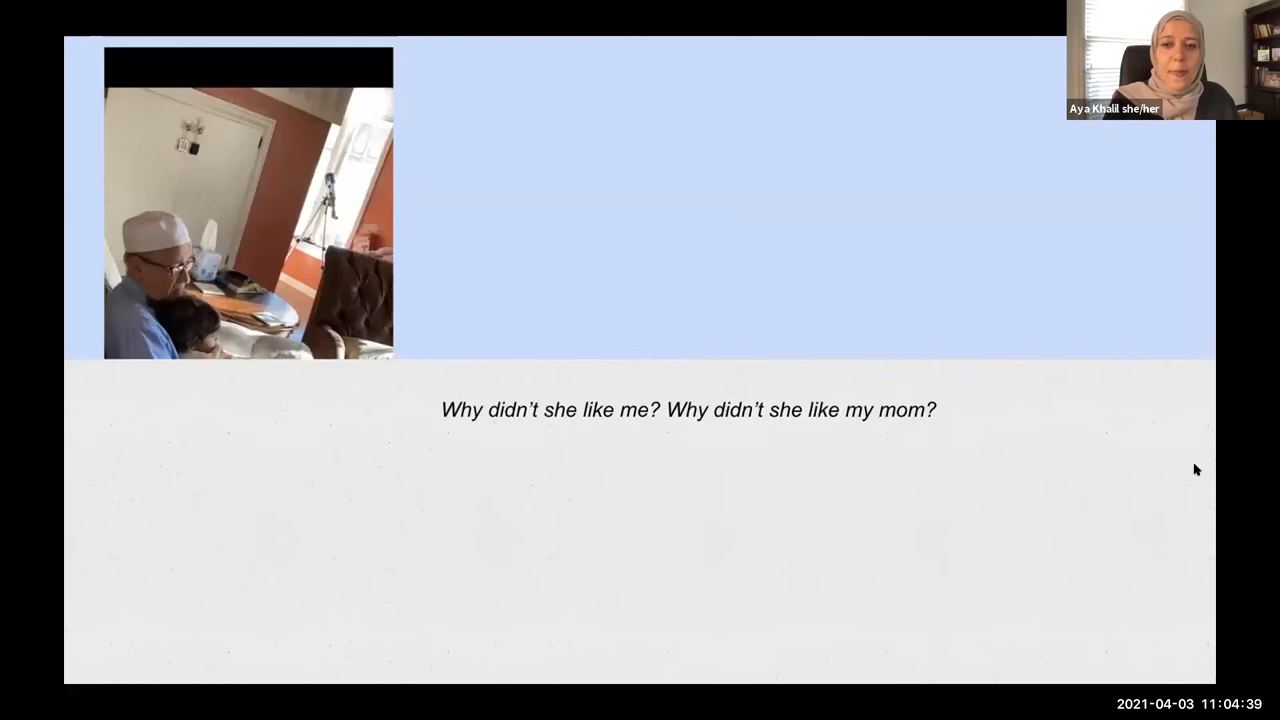 Aya Khalil she/her
Why didn’t she like me? Why didn’t she like my mom?
2021-04-03 11:04:39